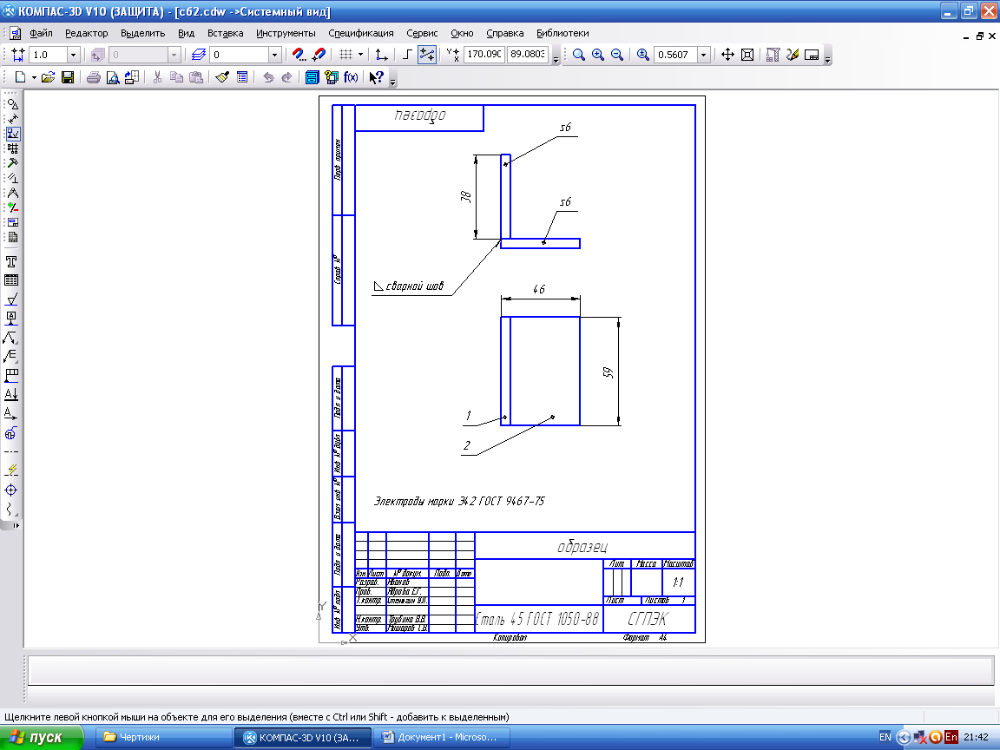 КОМПАС-3D V10 (ЗАЩИТА) - [сб2.cdw ->Системный вид]
Файл Редактор Выделить Вид Вставка Инструменты Спецификация Сервис Окно Справка Библиотеки
1.0 0 0 170.090 89.0803 0.5607
f(x)
образец
Перв. примен.
Справ. №
s6
s6
38
сварной шов
46
59
1
2
Подп. и дата
Инв. № дубл.
Взам. инв. №
Подп. и дата
Инв. № подл.
Электроды марки Э42 ГОСТ 9467-75
образец
Лит. Масса Масштаб
1:1
Изм. Лист № докум. Подп. Дата
Разраб. Иванов
Пров.
Т.контр.
Лист Листов 1
Н.контр. Трубина В.В.
Утв.
Сталь 45 ГОСТ 1050-88
СГПЭК
Копировал Формат A4
Y
X
Щелкните левой кнопкой мыши на объекте для его выделения (вместе с Ctrl или Shift - добавить к выделенным)
пуск Чертижи КОМПАС-3D V10 (ЗА... Документ1 - Microso... EN En 21:42